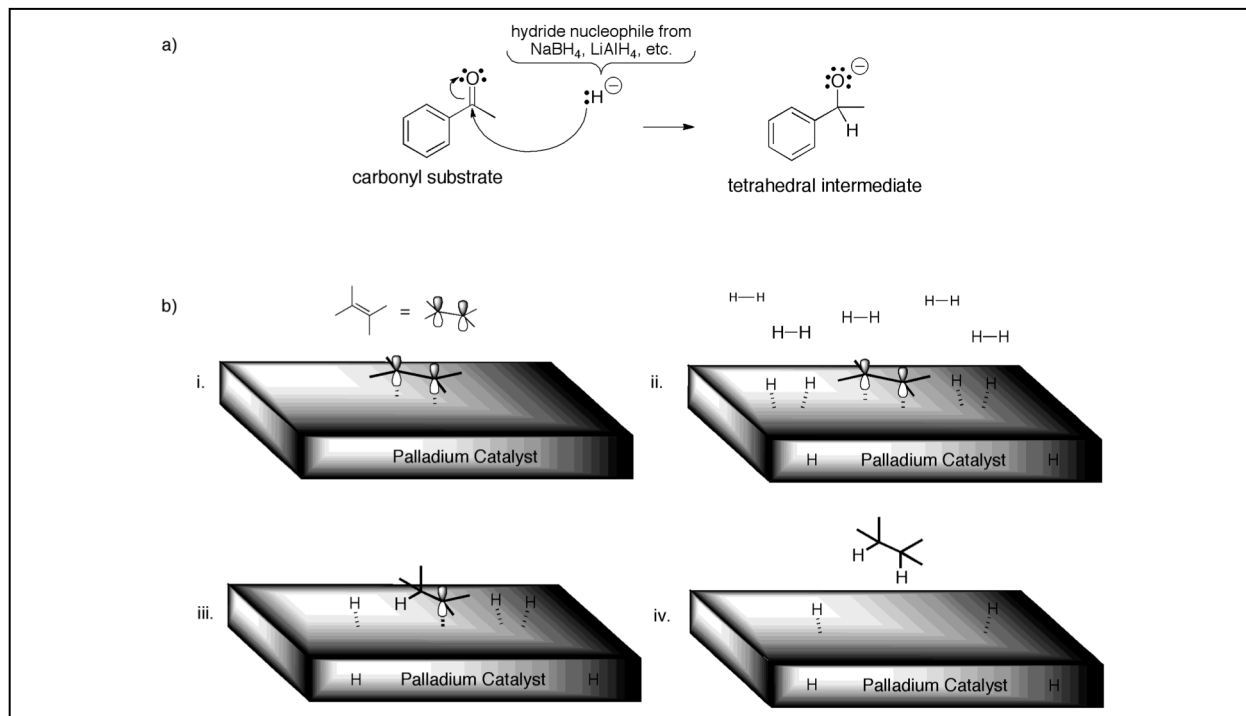 a)
hydride nucleophile from
NaBH₄, LiAlH₄, etc.
O
:H⊖
O ⊖
H
carbonyl substrate
tetrahedral intermediate
b)
=
H—H
H—H
H—H
H—H
H—H
i.
Palladium Catalyst
ii.
H H H H
H Palladium Catalyst H
iii.
H H H H
H Palladium Catalyst H
iv.
H
H
H H
H Palladium Catalyst H